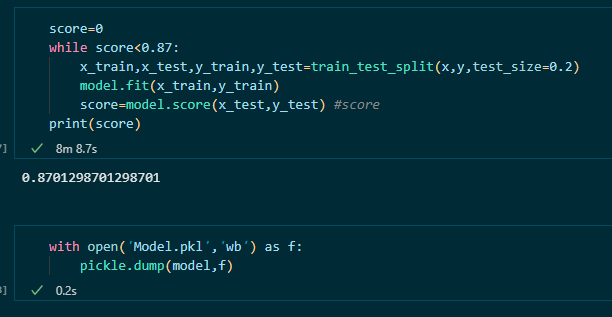 score=0
while score<0.87:
    x_train,x_test,y_train,y_test=train_test_split(x,y,test_size=0.2)
    model.fit(x_train,y_train)
    score=model.score(x_test,y_test) #score
print(score)
] ✓ 8m 8.7s
0.8701298701298701
with open('Model.pkl','wb') as f:
    pickle.dump(model,f)
] ✓ 0.2s